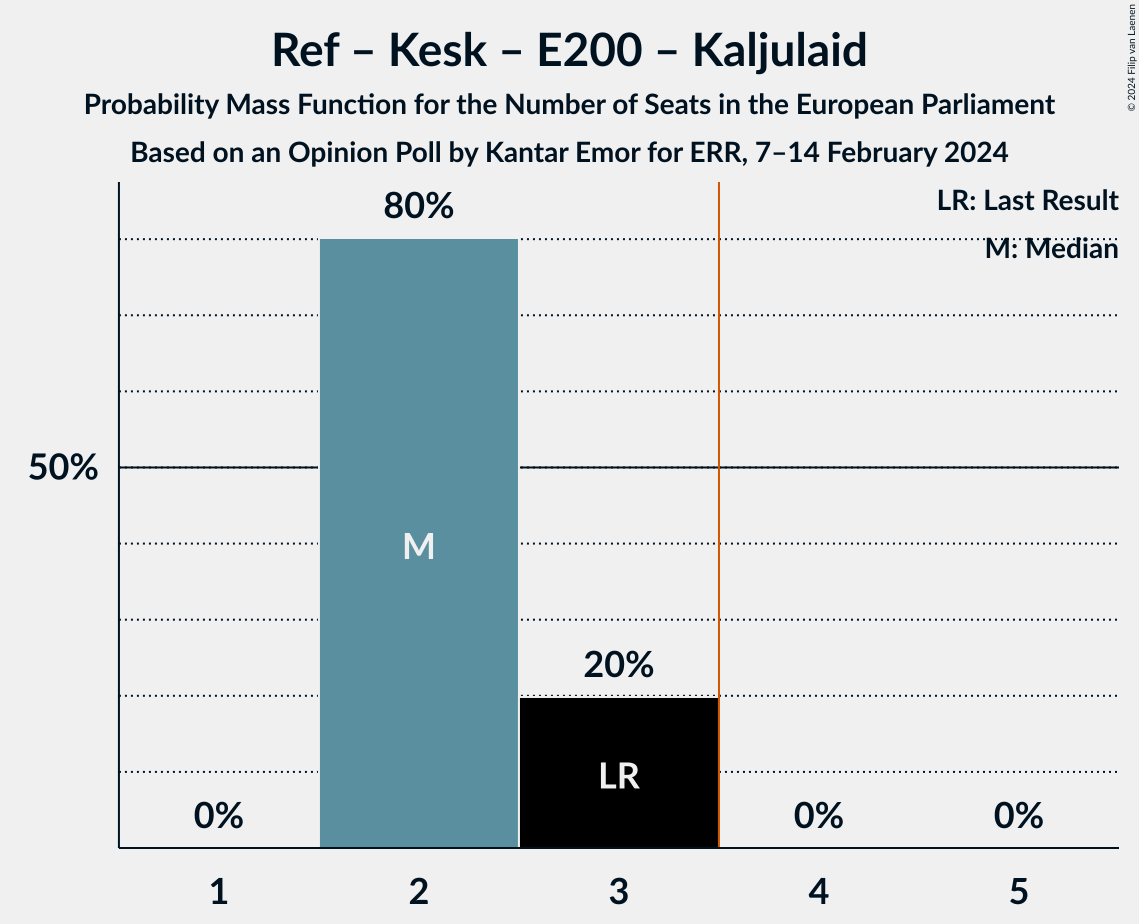 Ref – Kesk – E200 – Kaljulaid
Probability Mass Function for the Number of Seats in the European Parliament
Based on an Opinion Poll by Kantar Emor for ERR, 7–14 February 2024
© 2024 Filip van Laenen
LR: Last Result
M: Median
80%
50%
M
20%
LR
0%
0%
0%
1
2
3
4
5